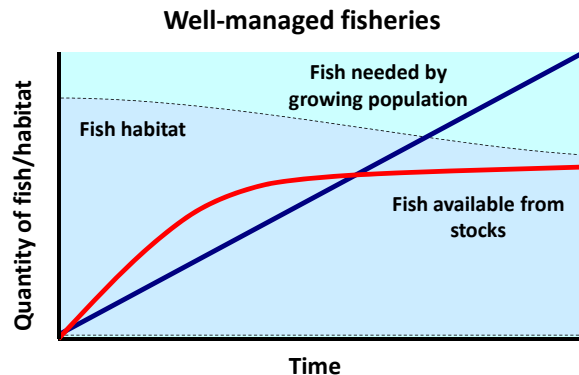 Well-managed fisheries
Fish needed by
growing population
Fish habitat
Fish available from
stocks
Quantity of fish/habitat
Time